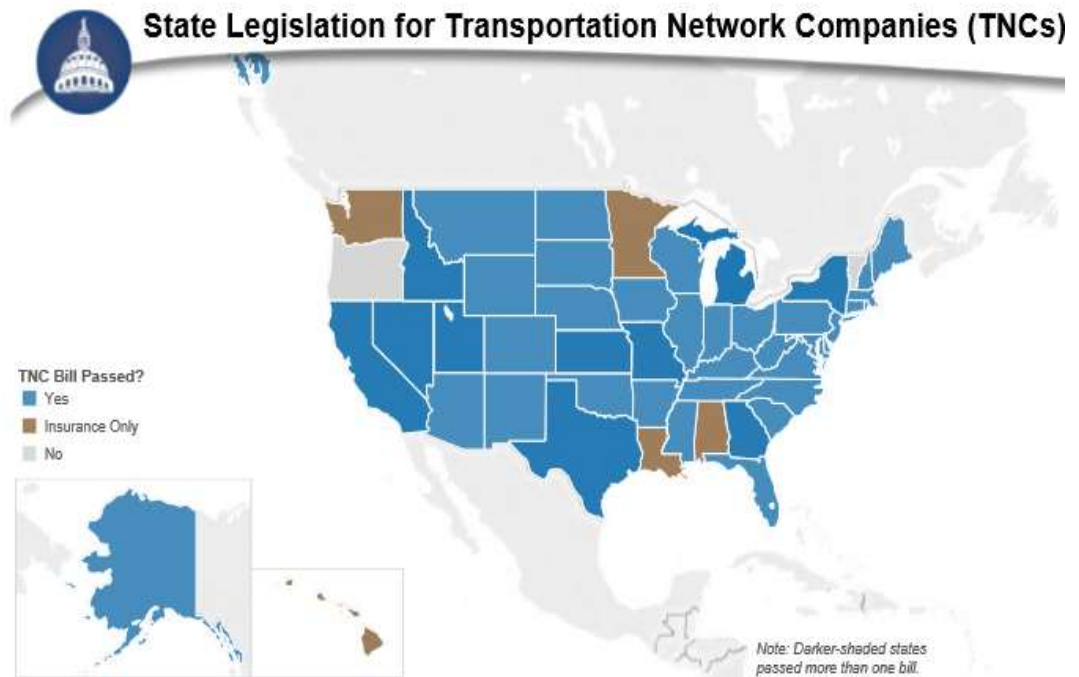 State Legislation for Transportation Network Companies (TNCs)
TNC Bill Passed?
Yes
Insurance Only
No
Note: Darker-shaded states
passed more than one bill.